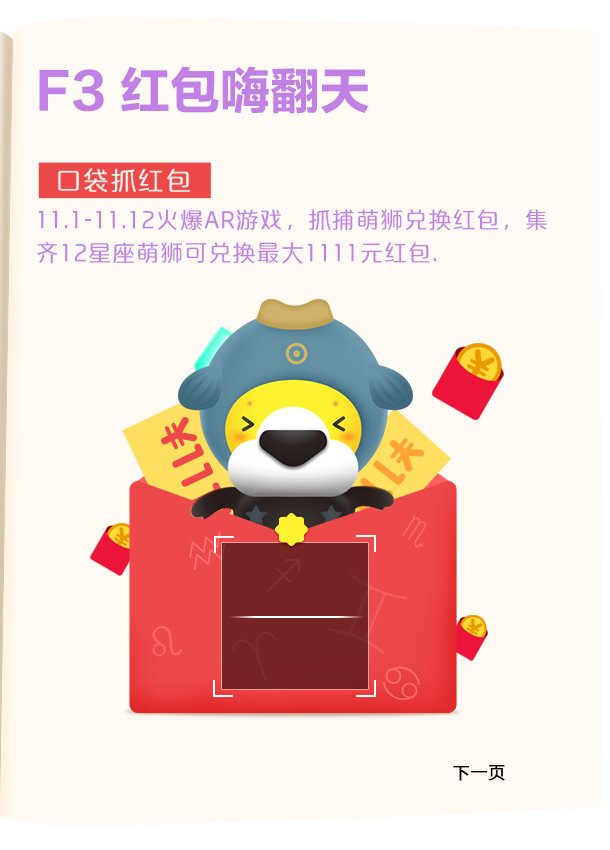 F3 红包嗨翻天
口袋抓红包
11.1-11.12火爆AR游戏，抓捕萌狮兑换红包，集
齐12星座萌狮可兑换最大1111元红包.
下一页